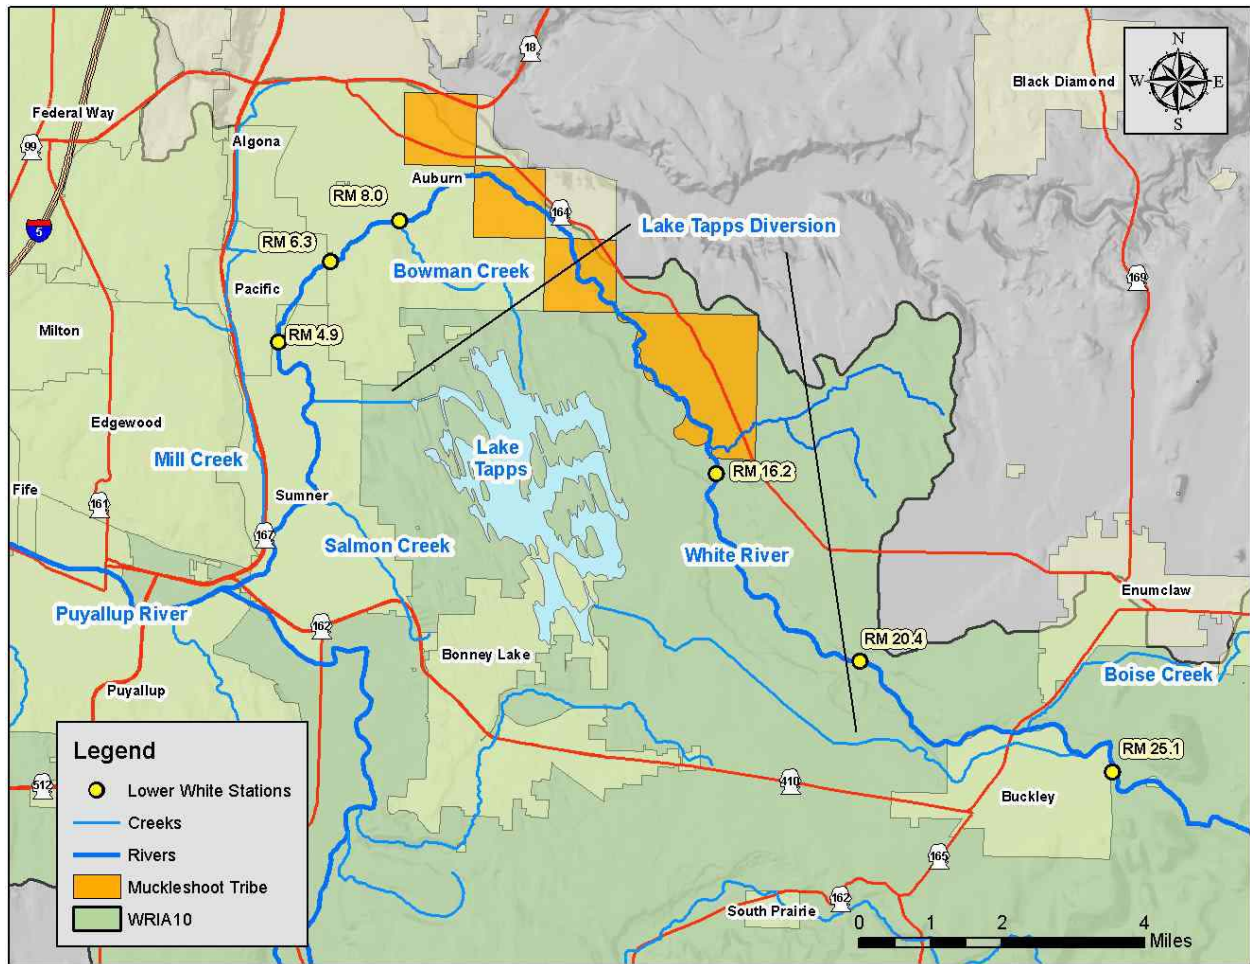 18
N
W E
S
Black Diamond
Federal Way
99
Algona
5
Auburn
RM 8.0
164
Lake Tapps Diversion
RM 6.3
Bowman Creek
169
Pacific
Milton
RM 4.9
Edgewood
Lake
Tapps
Mill Creek
RM 16.2
Fife
161
Sumner
167
Salmon Creek
White River
Enumclaw
Puyallup River
162
Bonney Lake
RM 20.4
Boise Creek
Puyallup
RM 25.1
512
410
Buckley
165
162
South Prairie
Legend
Lower White Stations
Creeks
Rivers
Muckleshoot Tribe
WRIA10
0 1 2 4
Miles